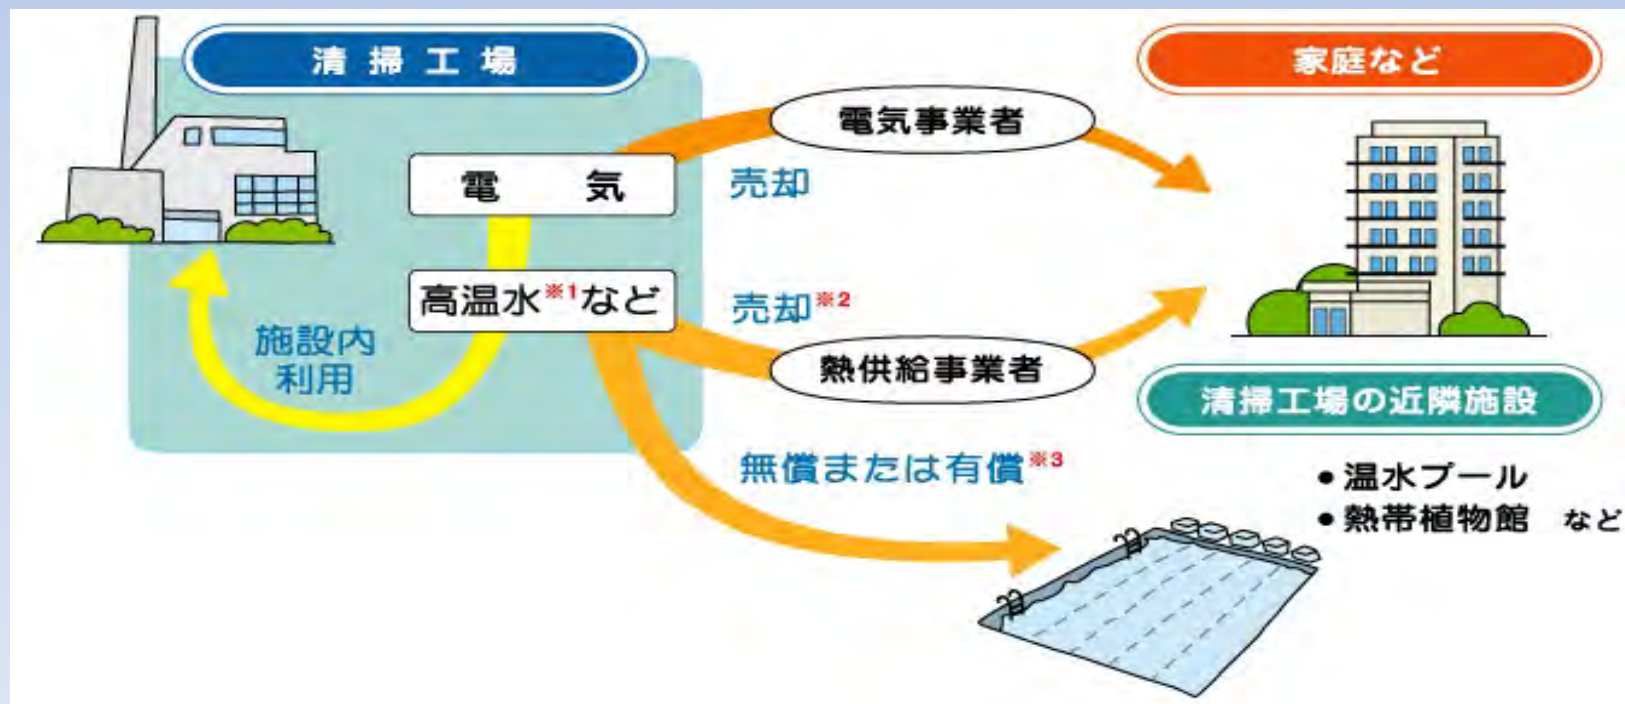 清掃工場
電気
高温水※1など
施設内
利用
電気事業者
売却
売却※2
熱供給事業者
無償または有償※3
家庭など
清掃工場の近隣施設
●温水プール
●熱帯植物館 など